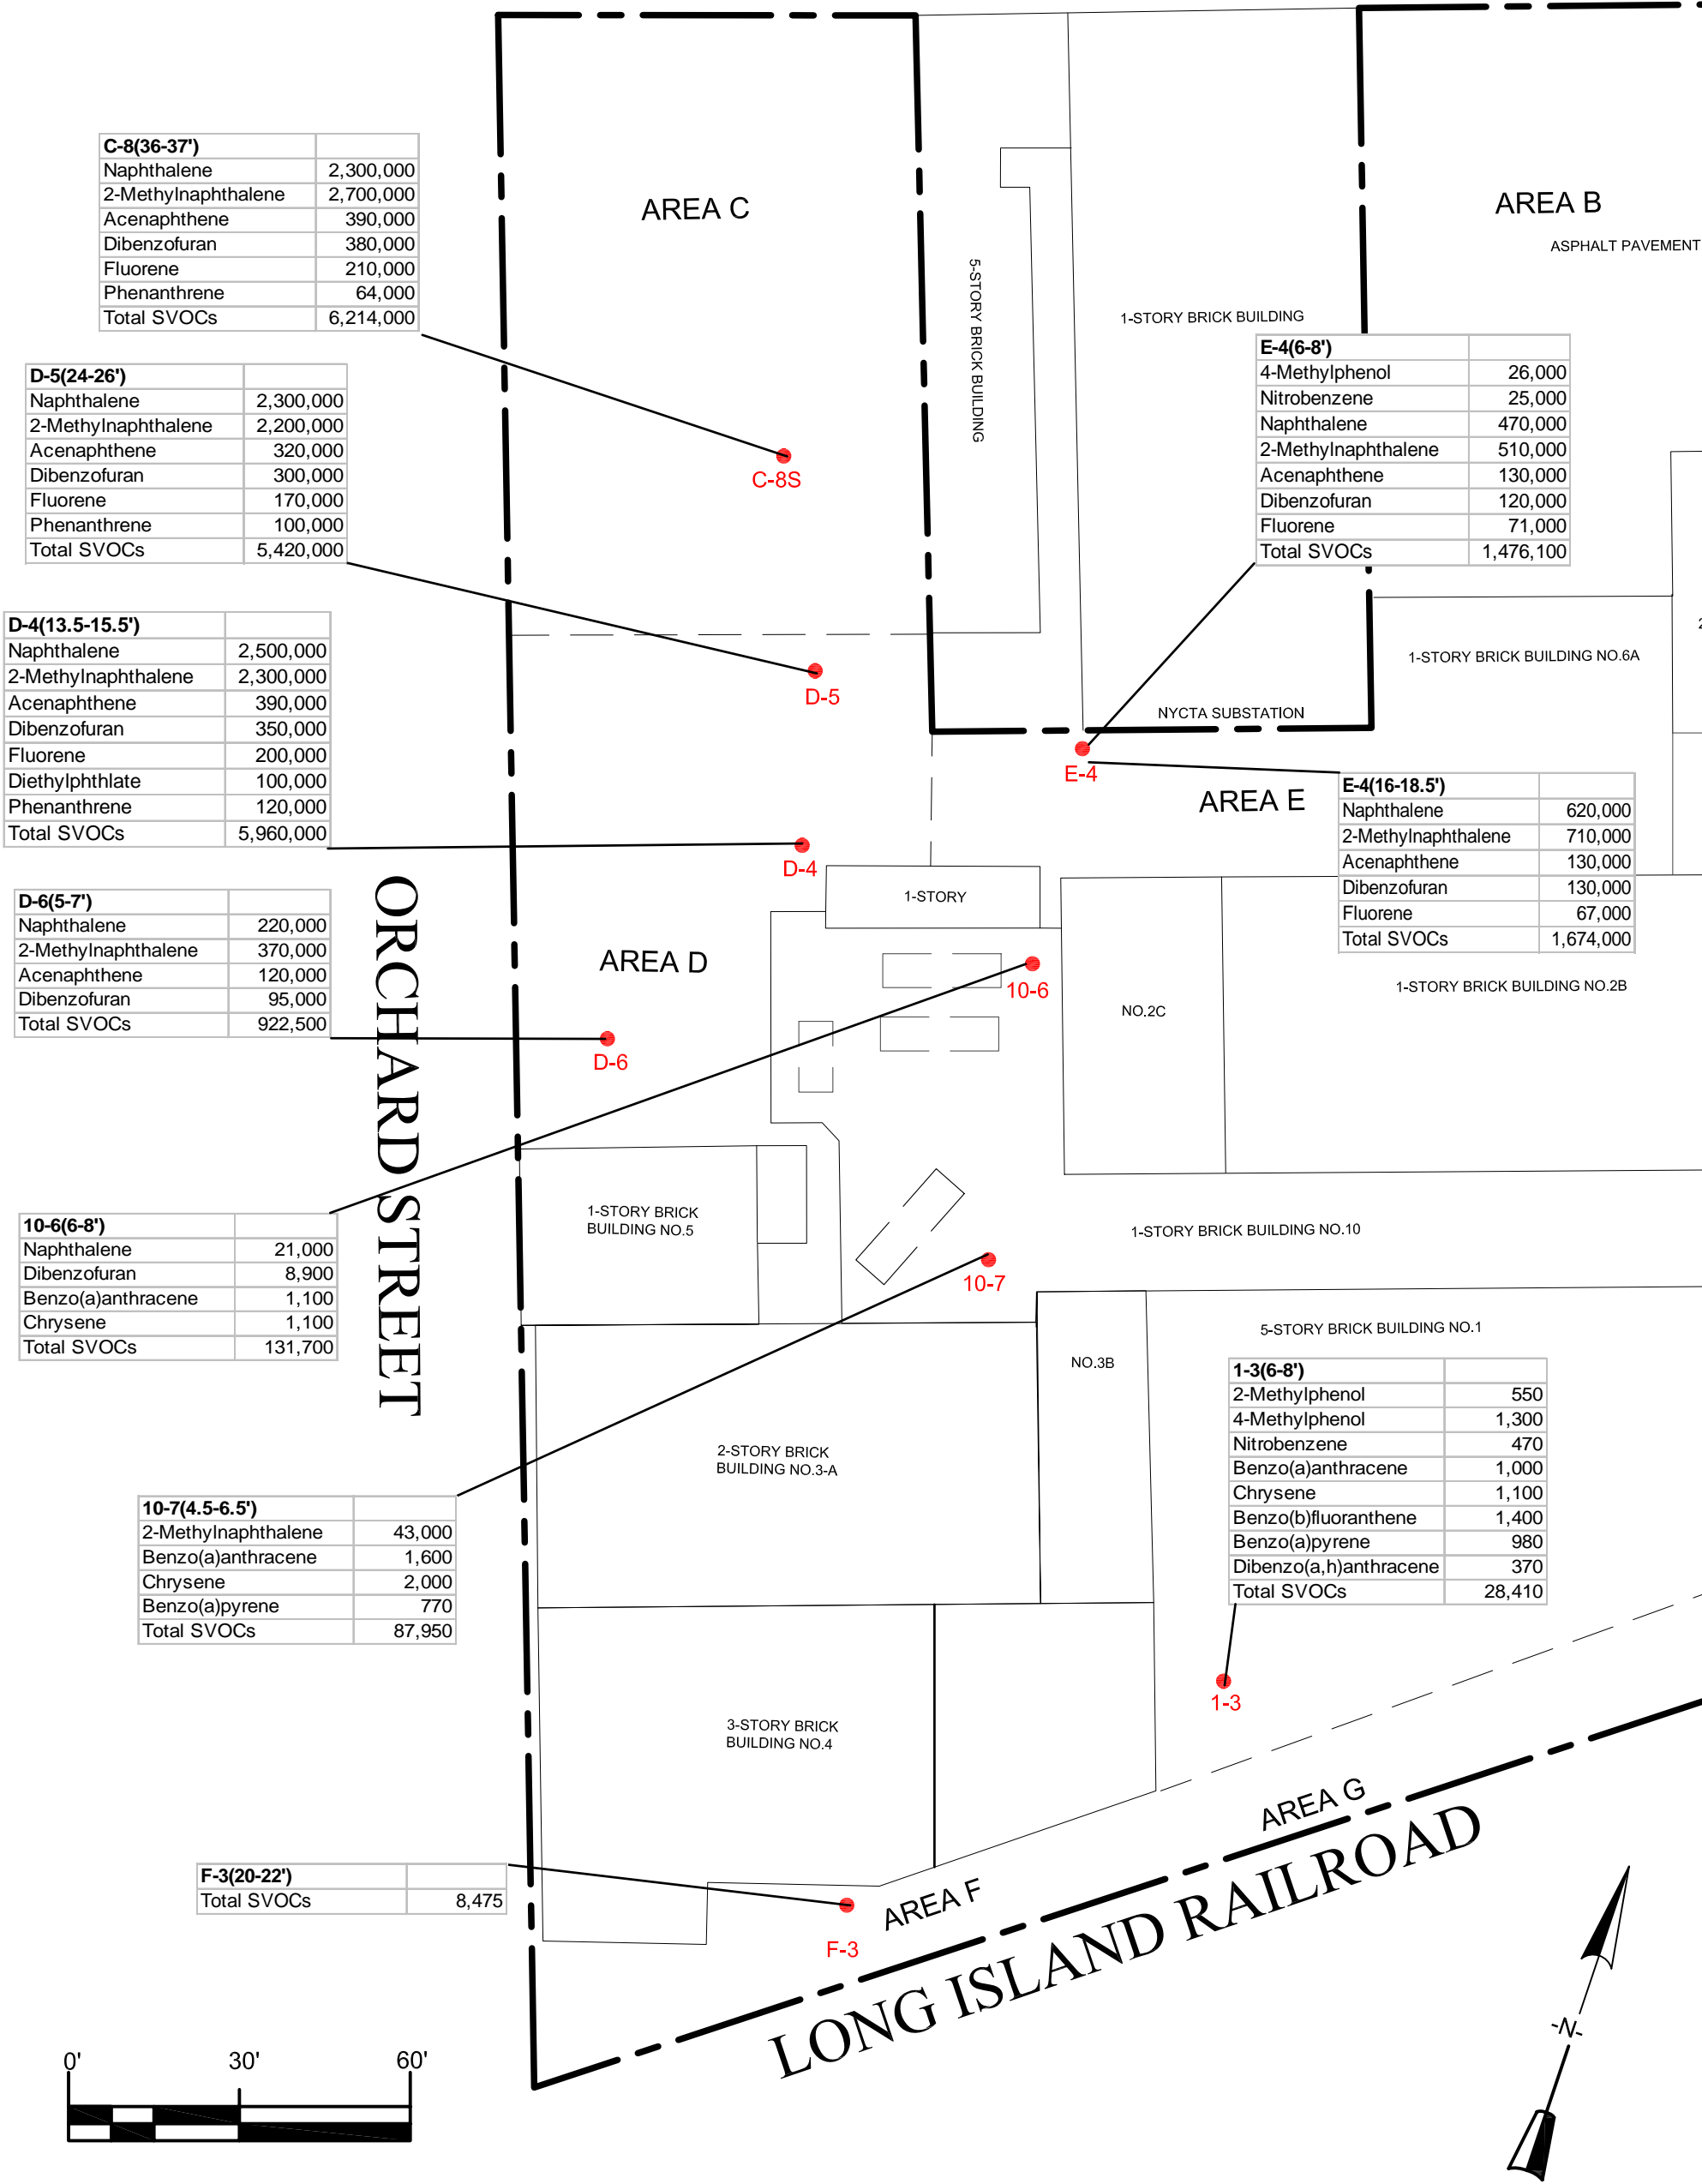 C-8(36-37')
Naphthalene 2,300,000
2-Methylnaphthalene 2,700,000
Acenaphthene 390,000
Dibenzofuran 380,000
Fluorene 210,000
Phenanthrene 64,000
Total SVOCs 6,214,000
AREA C
5-STORY BRICK BUILDING
1-STORY BRICK BUILDING
AREA B
ASPHALT PAVEMENT
D-5(24-26')
Naphthalene 2,300,000
2-Methylnaphthalene 2,200,000
Acenaphthene 320,000
Dibenzofuran 300,000
Fluorene 170,000
Phenanthrene 100,000
Total SVOCs 5,420,000
C-8S
E-4(6-8')
4-Methylphenol 26,000
Nitrobenzene 25,000
Naphthalene 470,000
2-Methylnaphthalene 510,000
Acenaphthene 130,000
Dibenzofuran 120,000
Fluorene 71,000
Total SVOCs 1,476,100
D-4(13.5-15.5')
Naphthalene 2,500,000
2-Methylnaphthalene 2,300,000
Acenaphthene 390,000
Dibenzofuran 350,000
Fluorene 200,000
Diethylphthlate 100,000
Phenanthrene 120,000
Total SVOCs 5,960,000
D-5
1-STORY BRICK BUILDING NO.6A
2
NYCTA SUBSTATION
E-4
AREA E
E-4(16-18.5')
Naphthalene 620,000
2-Methylnaphthalene 710,000
Acenaphthene 130,000
Dibenzofuran 130,000
Fluorene 67,000
Total SVOCs 1,674,000
D-4
1-STORY
D-6(5-7')
Naphthalene 220,000
2-Methylnaphthalene 370,000
Acenaphthene 120,000
Dibenzofuran 95,000
Total SVOCs 922,500
ORCHARD STREET
AREA D
10-6
NO.2C
1-STORY BRICK BUILDING NO.2B
D-6
10-6(6-8')
Naphthalene 21,000
Dibenzofuran 8,900
Benzo(a)anthracene 1,100
Chrysene 1,100
Total SVOCs 131,700
1-STORY BRICK
BUILDING NO.5
1-STORY BRICK BUILDING NO.10
10-7
5-STORY BRICK BUILDING NO.1
NO.3B
1-3(6-8')
2-Methylphenol 550
4-Methylphenol 1,300
Nitrobenzene 470
Benzo(a)anthracene 1,000
Chrysene 1,100
Benzo(b)fluoranthene 1,400
Benzo(a)pyrene 980
Dibenzo(a,h)anthracene 370
Total SVOCs 28,410
2-STORY BRICK
BUILDING NO.3-A
10-7(4.5-6.5')
2-Methylnaphthalene 43,000
Benzo(a)anthracene 1,600
Chrysene 2,000
Benzo(a)pyrene 770
Total SVOCs 87,950
1-3
3-STORY BRICK
BUILDING NO.4
AREA G
F-3(20-22')
Total SVOCs 8,475
AREA F
F-3
LONG ISLAND RAILROAD
-N-
0' 30' 60'